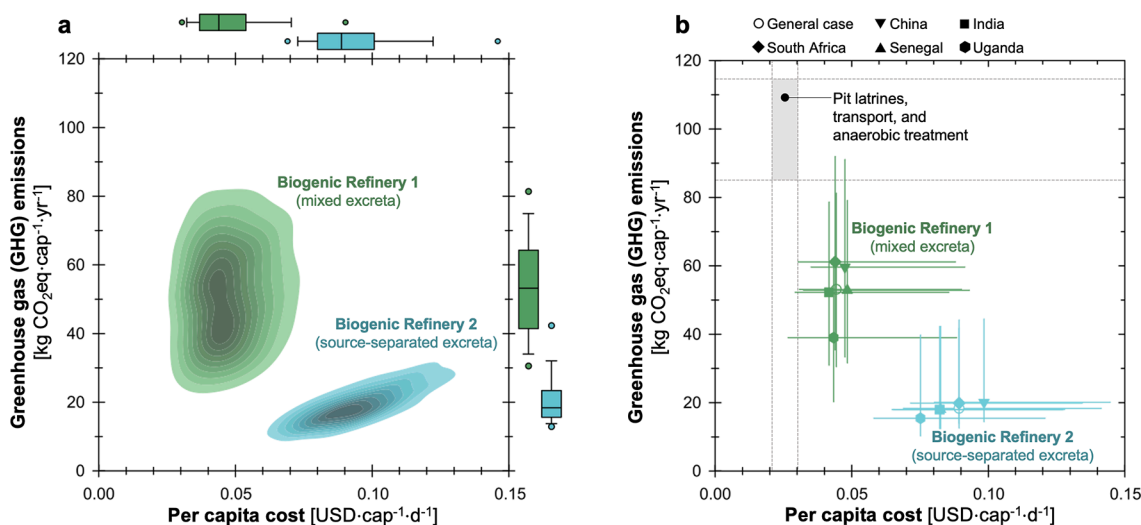 a
Greenhouse gas (GHG) emissions
[kg CO₂eq·cap⁻¹·yr⁻¹]
120
100
80
60
40
20
0
Biogenic Refinery 1
(mixed excreta)
Biogenic Refinery 2
(source-separated excreta)
0.00
0.05
0.10
0.15
Per capita cost [USD·cap⁻¹·d⁻¹]
b
General case
China
India
South Africa
Senegal
Uganda
Greenhouse gas (GHG) emissions
[kg CO₂eq·cap⁻¹·yr⁻¹]
120
100
80
60
40
20
0
Pit latrines,
transport, and
anaerobic treatment
Biogenic Refinery 1
(mixed excreta)
Biogenic Refinery 2
(source-separated excreta)
0.00
0.05
0.10
0.15
Per capita cost [USD·cap⁻¹·d⁻¹]